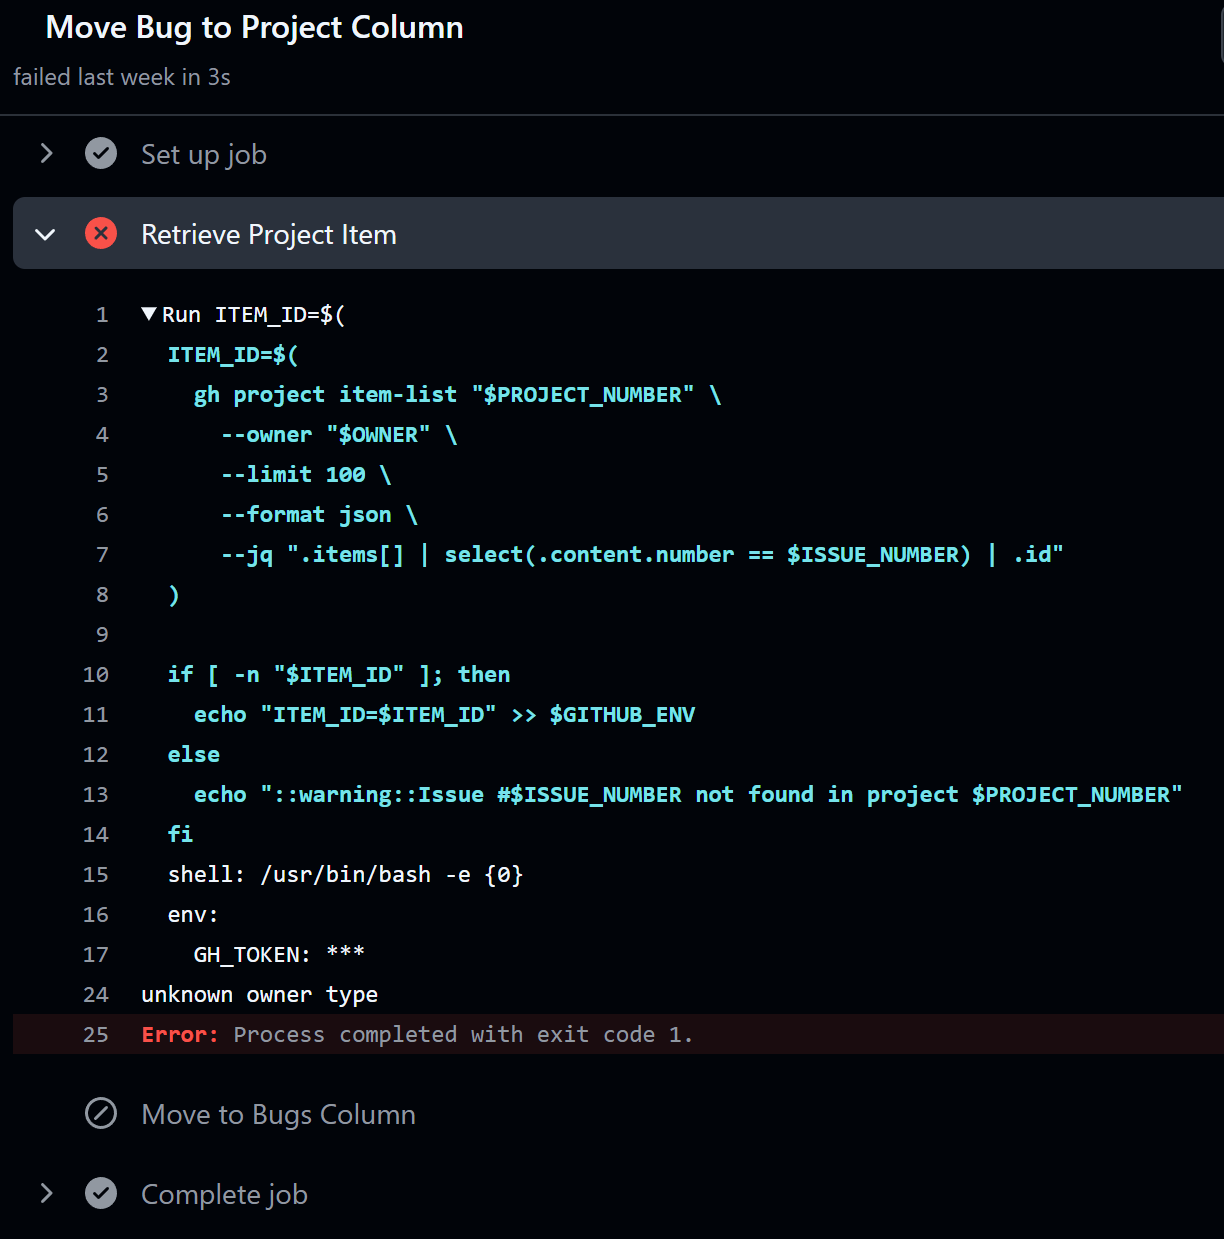 Move Bug to Project Column
failed last week in 3s
Set up job
Retrieve Project Item
1 ▼Run ITEM_ID=$(
2 ITEM_ID=$(
3 gh project item-list "$PROJECT_NUMBER" \
4 --owner "$OWNER" \
5 --limit 100 \
6 --format json \
7 --jq ".items[] | select(.content.number == $ISSUE_NUMBER) | .id"
8 )
9
10 if [ -n "$ITEM_ID" ]; then
11 echo "ITEM_ID=$ITEM_ID" >> $GITHUB_ENV
12 else
13 echo "::warning::Issue #$ISSUE_NUMBER not found in project $PROJECT_NUMBER"
14 fi
15 shell: /usr/bin/bash -e {0}
16 env:
17 GH_TOKEN: ***
24 unknown owner type
25 Error: Process completed with exit code 1.
Move to Bugs Column
Complete job